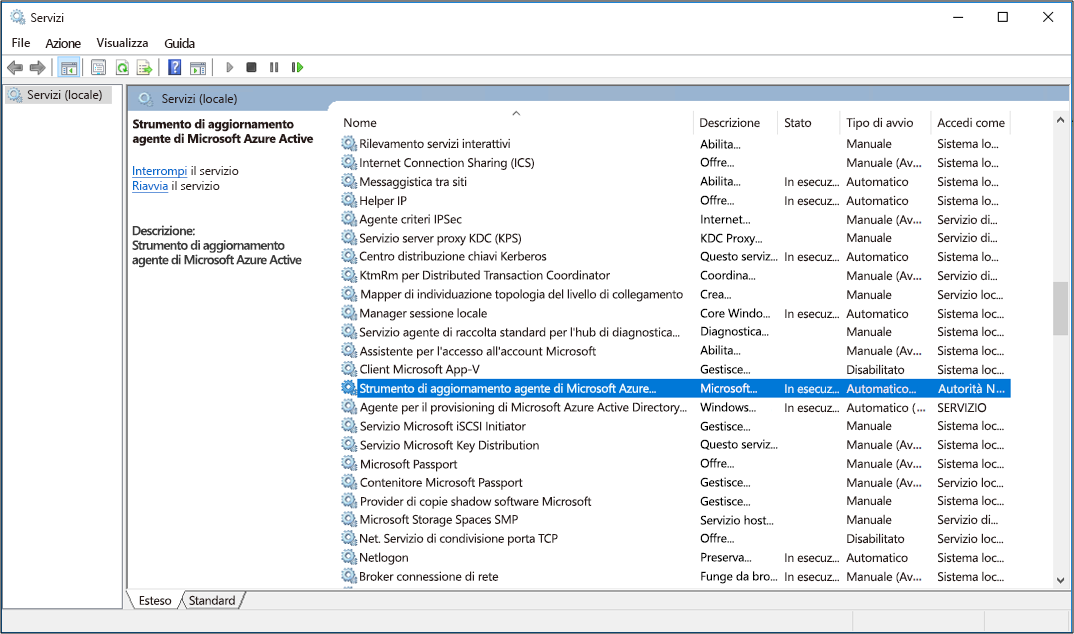 Servizi
File Azione Visualizza Guida
Servizi (locale)
Servizi (locale)
Strumento di aggiornamento
agente di Microsoft Azure Active
Interrompi il servizio
Riavvia il servizio
Descrizione:
Strumento di aggiornamento
agente di Microsoft Azure Active
Nome Descrizione Stato Tipo di avvio Accedi come
Rilevamento servizi interattivi Abilita... Manuale Sistema lo...
Internet Connection Sharing (ICS) Offre... Manuale (Av... Sistema lo...
Messaggistica tra siti Abilita... In esecuz... Automatico Sistema lo...
Helper IP Offre... In esecuz... Automatico Sistema lo...
Agente criteri IPSec Internet... Manuale (Av... Servizio di...
Servizio server proxy KDC (KPS) KDC Proxy... Manuale Servizio di...
Centro distribuzione chiavi Kerberos Questo serviz... In esecuz... Automatico Sistema lo...
KtmRm per Distributed Transaction Coordinator Coordina... Manuale (Av... Servizio di...
Mapper di individuazione topologia del livello di collegamento Crea... Manuale Servizio loc...
Manager sessione locale Core Windo... In esecuz... Automatico Sistema loc...
Servizio agente di raccolta standard per l'hub di diagnostica... Diagnostica... Manuale Sistema loc...
Assistente per l'accesso all'account Microsoft Abilita... Manuale (Av... Sistema loc...
Client Microsoft App-V Gestisce... Disabilitato Sistema loc...
Strumento di aggiornamento agente di Microsoft Azure... Microsoft... In esecuz... Automatico... Autorità N...
Agente per il provisioning di Microsoft Azure Active Directory... Windows... In esecuz... Automatico (... SERVIZIO
Servizio Microsoft iSCSI Initiator Gestisce... Manuale Sistema loc...
Servizio Microsoft Key Distribution Questo serviz... Manuale (Av... Sistema loc...
Microsoft Passport Offre... Manuale (Av... Sistema loc...
Contenitore Microsoft Passport Gestisce... Manuale (Av... Servizio loc...
Provider di copie shadow software Microsoft Gestisce... Manuale Sistema loc...
Microsoft Storage Spaces SMP Servizio host... Manuale Servizio di...
Net. Servizio di condivisione porta TCP Offre... Disabilitato Servizio loc...
Netlogon Preserva... In esecuz... Automatico Sistema loc...
Broker connessione di rete Funge da bro... In esecuz... Manuale (Av... Sistema loc...
Esteso Standard